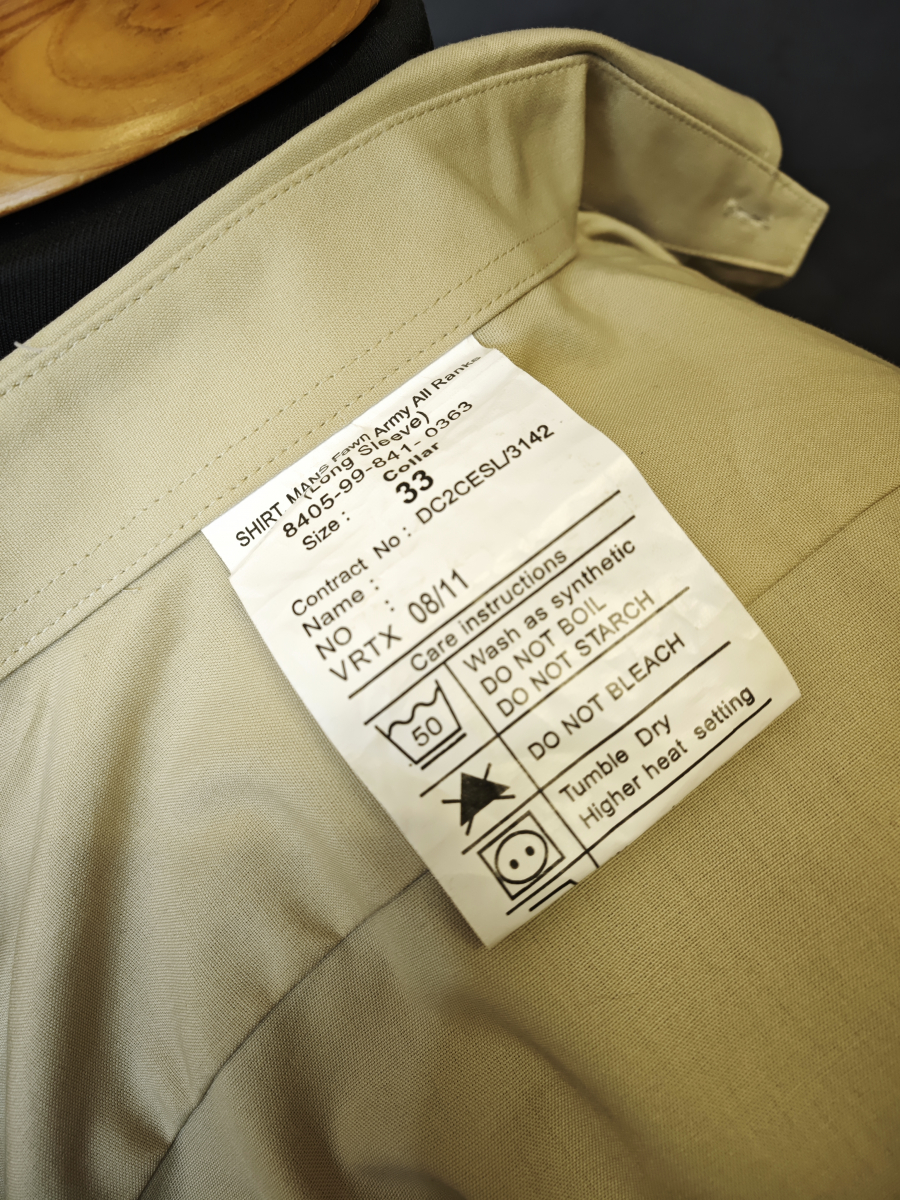 SHIRT MANS Fawn Army All Ranks
(Long Sleeve)
8405-99-841-0363
Collar
Size : 33
Contract No : DC2CESL/3142
Name :
NO :
VRTX 08/11
Care instructions
Wash as synthetic
50
DO NOT BOIL
DO NOT STARCH
DO NOT BLEACH
Tumble Dry
Higher heat setting